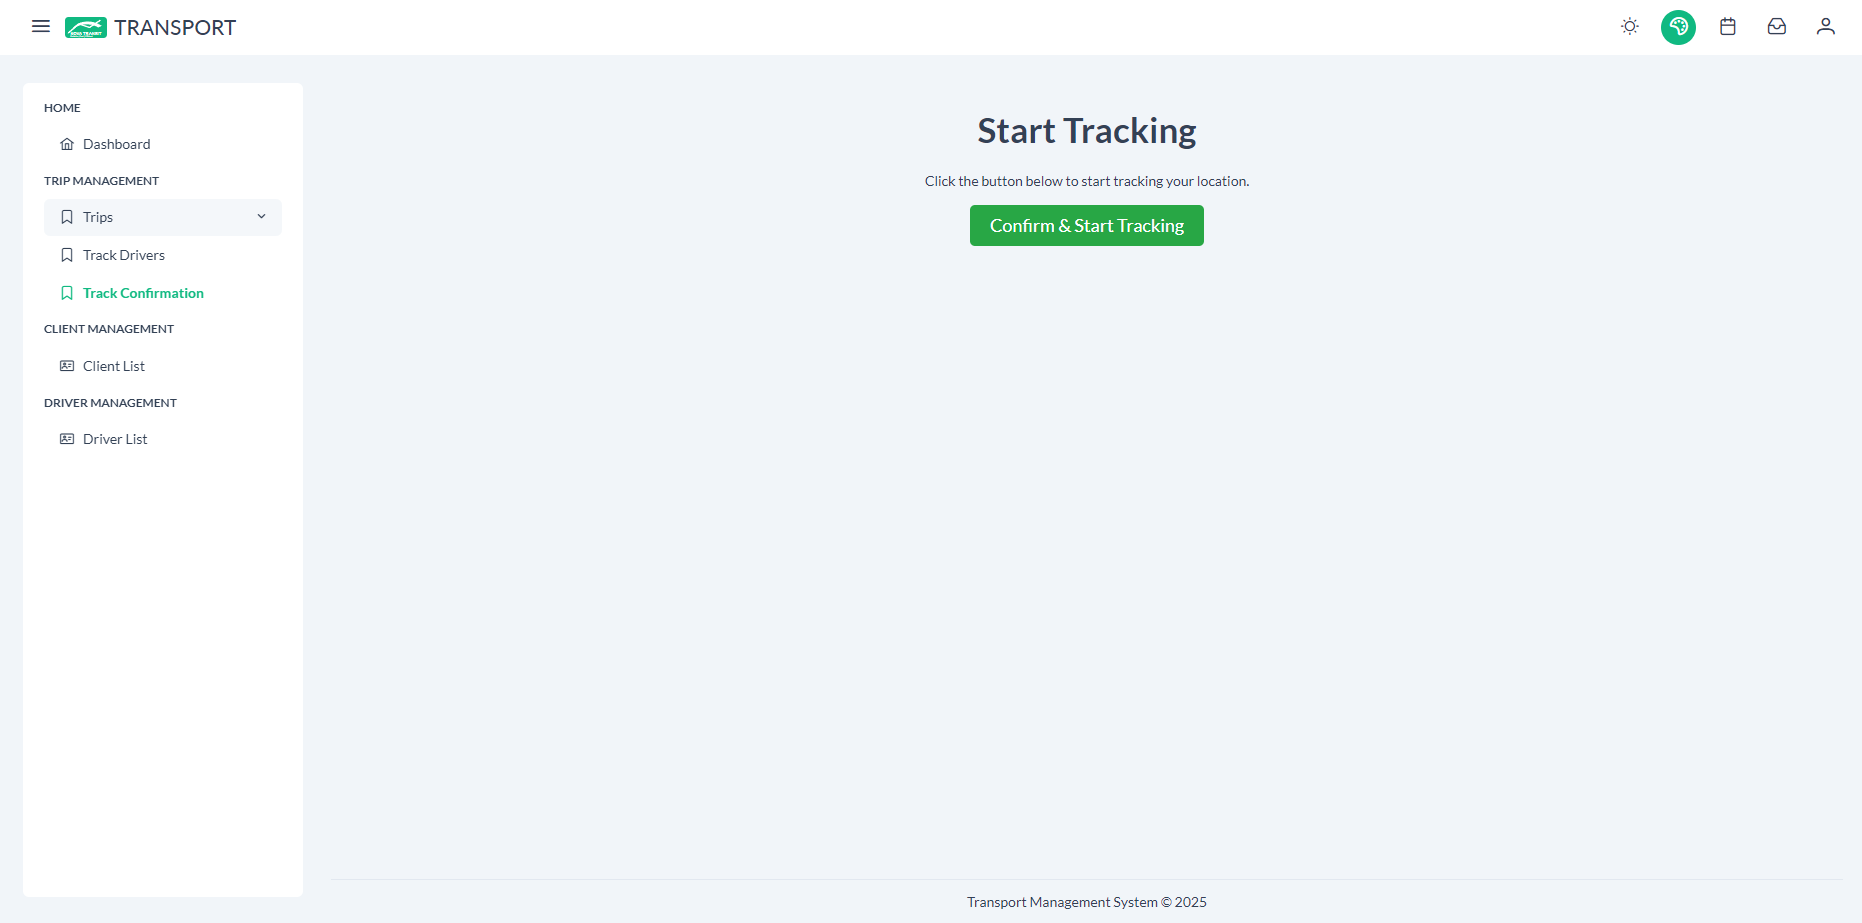 TRANSPORT
HOME
Dashboard
TRIP MANAGEMENT
Trips
Track Drivers
Track Confirmation
CLIENT MANAGEMENT
Client List
DRIVER MANAGEMENT
Driver List
Start Tracking
Click the button below to start tracking your location.
Confirm & Start Tracking
Transport Management System © 2025